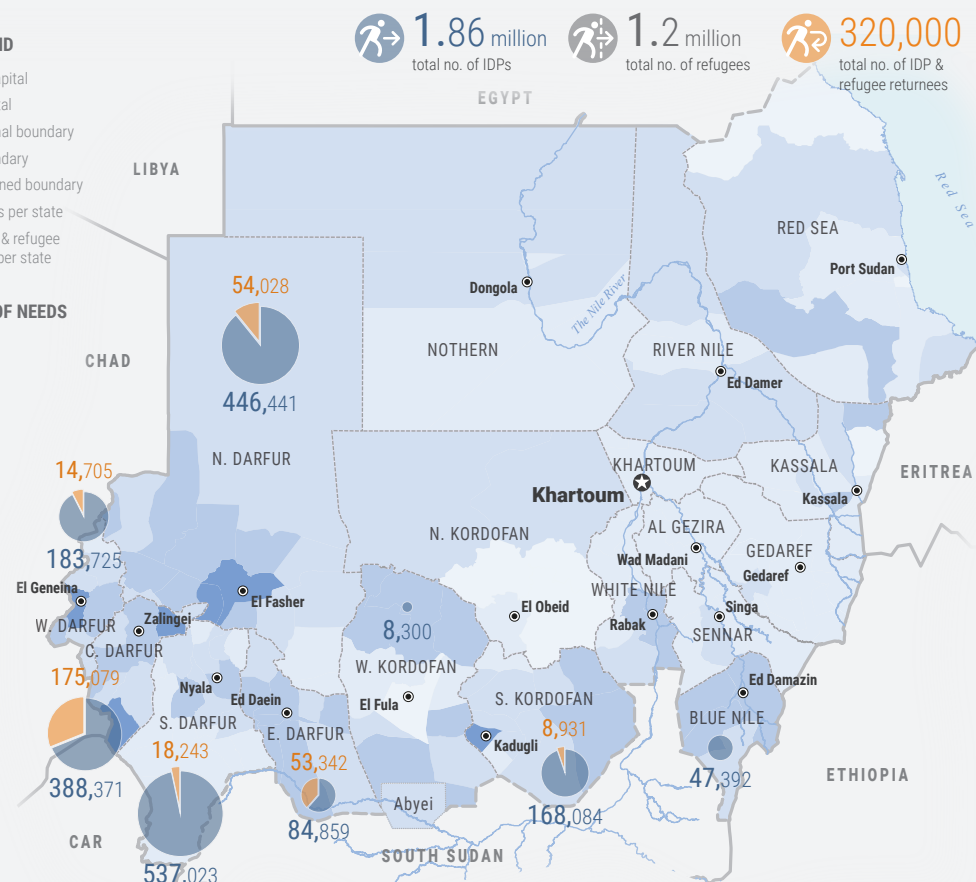 1.86 million
total no. of IDPs
1.2 million
total no. of refugees
320,000
total no. of IDP &
refugee returnees
boundary
boundary
per state
& refugee
per state
OF NEEDS
EGYPT
LIBYA
CHAD
CAR
SOUTH SUDAN
ETHIOPIA
ERITREA
Red Sea
The Nile River
RED SEA
Port Sudan
Dongola
NOTHERN
RIVER NILE
Ed Damer
54,028
446,441
N. DARFUR
14,705
183,725
El Geneina
W. DARFUR
Zalingei
C. DARFUR
El Fasher
175,079
388,371
Nyala
S. DARFUR
18,243
537,023
Ed Daein
E. DARFUR
53,342
84,859
KHARTOUM
Khartoum
N. KORDOFAN
El Obeid
8,300
W. KORDOFAN
El Fula
Abyei
S. KORDOFAN
8,931
Kadugli
168,084
KASSALA
Kassala
AL GEZIRA
Wad Madani
GEDAREF
Gedaref
WHITE NILE
Rabak
Singa
SENNAR
Ed Damazin
BLUE NILE
47,392